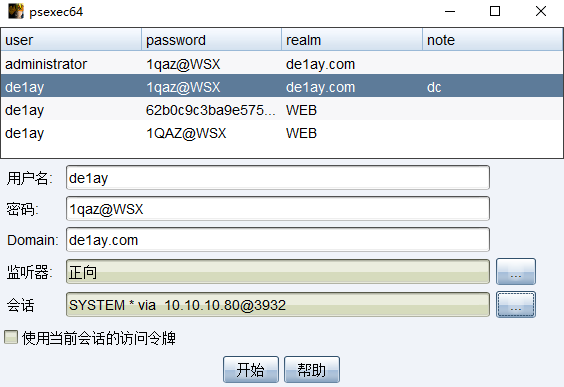 psexec64
user password realm note
administrator 1qaz@WSX de1ay.com
de1ay 1qaz@WSX de1ay.com dc
de1ay 62b0c9c3ba9e575... WEB
de1ay 1QAZ@WSX WEB
用户名: de1ay
密码: 1qaz@WSX
Domain: de1ay.com
监听器: 正向 ...
会话 SYSTEM * via 10.10.10.80@3932 ...
使用当前会话的访问令牌
开始 帮助